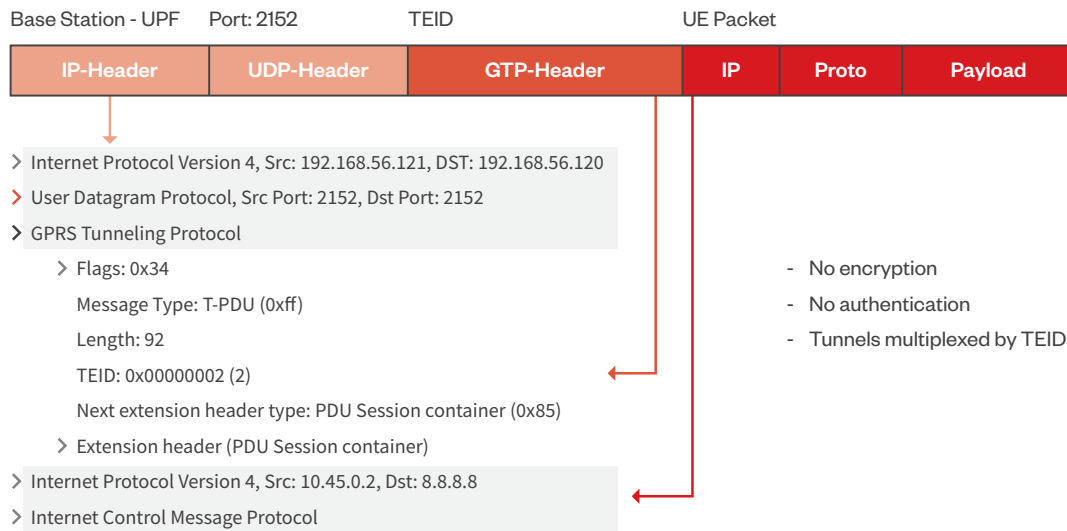 Base Station - UPF Port: 2152 TEID UE Packet
IP-Header UDP-Header GTP-Header IP Proto Payload
Internet Protocol Version 4, Src: 192.168.56.121, DST: 192.168.56.120
User Datagram Protocol, Src Port: 2152, Dst Port: 2152
GPRS Tunneling Protocol
Flags: 0x34
Message Type: T-PDU (0xff)
Length: 92
TEID: 0x00000002 (2)
Next extension header type: PDU Session container (0x85)
Extension header (PDU Session container)
Internet Protocol Version 4, Src: 10.45.0.2, Dst: 8.8.8.8
Internet Control Message Protocol
- No encryption
- No authentication
- Tunnels multiplexed by TEID